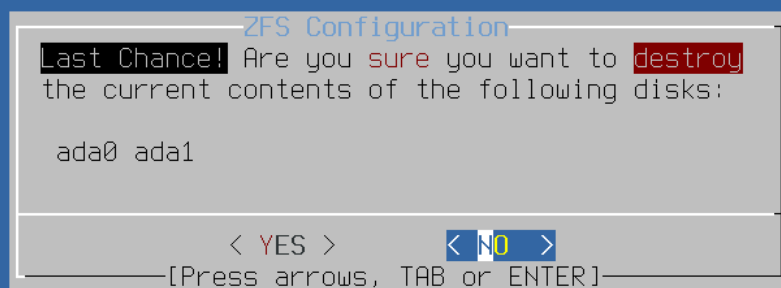 ZFS Configuration
Last Chance! Are you sure you want to destroy
the current contents of the following disks:
ada0 ada1
< YES > < NO >
[Press arrows, TAB or ENTER]